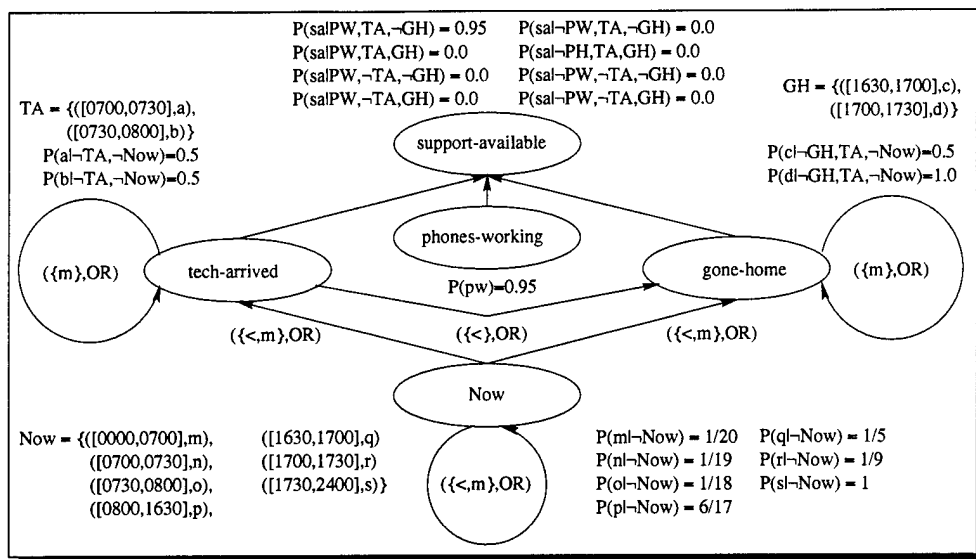 P(sa|PW,TA,¬GH) = 0.95 P(sa|¬PW,TA,¬GH) = 0.0
P(sa|PW,TA,GH) = 0.0 P(sa|¬PH,TA,GH) = 0.0
P(sa|PW,¬TA,¬GH) = 0.0 P(sa|¬PW,¬TA,¬GH) = 0.0
P(sa|PW,¬TA,GH) = 0.0 P(sa|¬PW,¬TA,GH) = 0.0
TA = {([0700,0730],a),
([0730,0800],b)}
P(a|¬TA,¬Now)=0.5
P(b|¬TA,¬Now)=0.5
GH = {([1630,1700],c),
([1700,1730],d)}
P(c|¬GH,TA,¬Now)=0.5
P(d|¬GH,TA,¬Now)=1.0
support-available
phones-working
P(pw)=0.95
({m},OR)
tech-arrived
gone-home
({m},OR)
({<,m},OR)
({<},OR)
({<,m},OR)
Now
({<,m},OR)
Now = {([0000,0700],m),
([0700,0730],n),
([0730,0800],o),
([0800,1630],p),
([1630,1700],q)
([1700,1730],r)
([1730,2400],s)}
P(m|¬Now) = 1/20
P(n|¬Now) = 1/19
P(o|¬Now) = 1/18
P(p|¬Now) = 6/17
P(q|¬Now) = 1/5
P(r|¬Now) = 1/9
P(s|¬Now) = 1